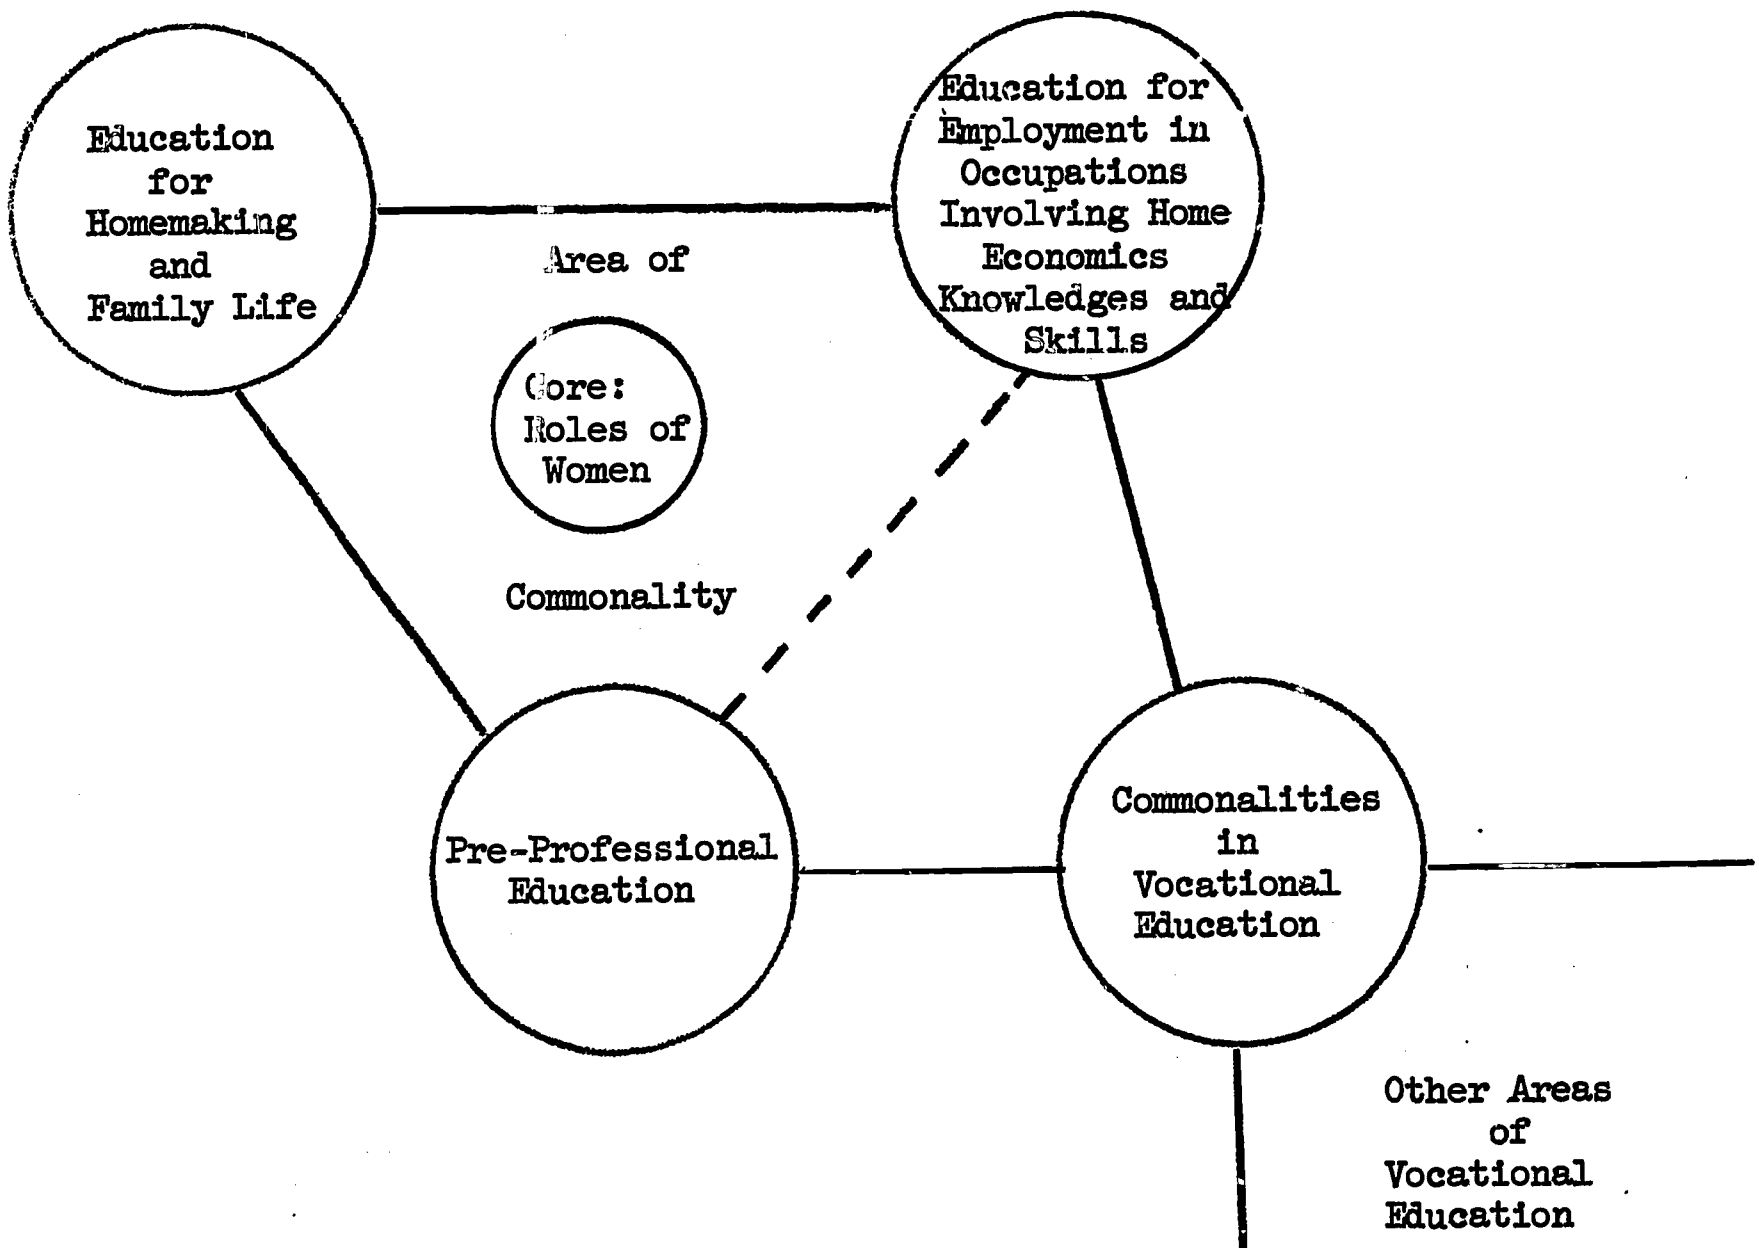 Education
for
Homemaking
and
Family Life
Education for
Employment in
Occupations
Involving Home
Economics
Knowledges and
Skills
Area of
Core:
Roles of
Women
Commonality
Pre-Professional
Education
Commonalities
in
Vocational
Education
Other Areas
of
Vocational
Education